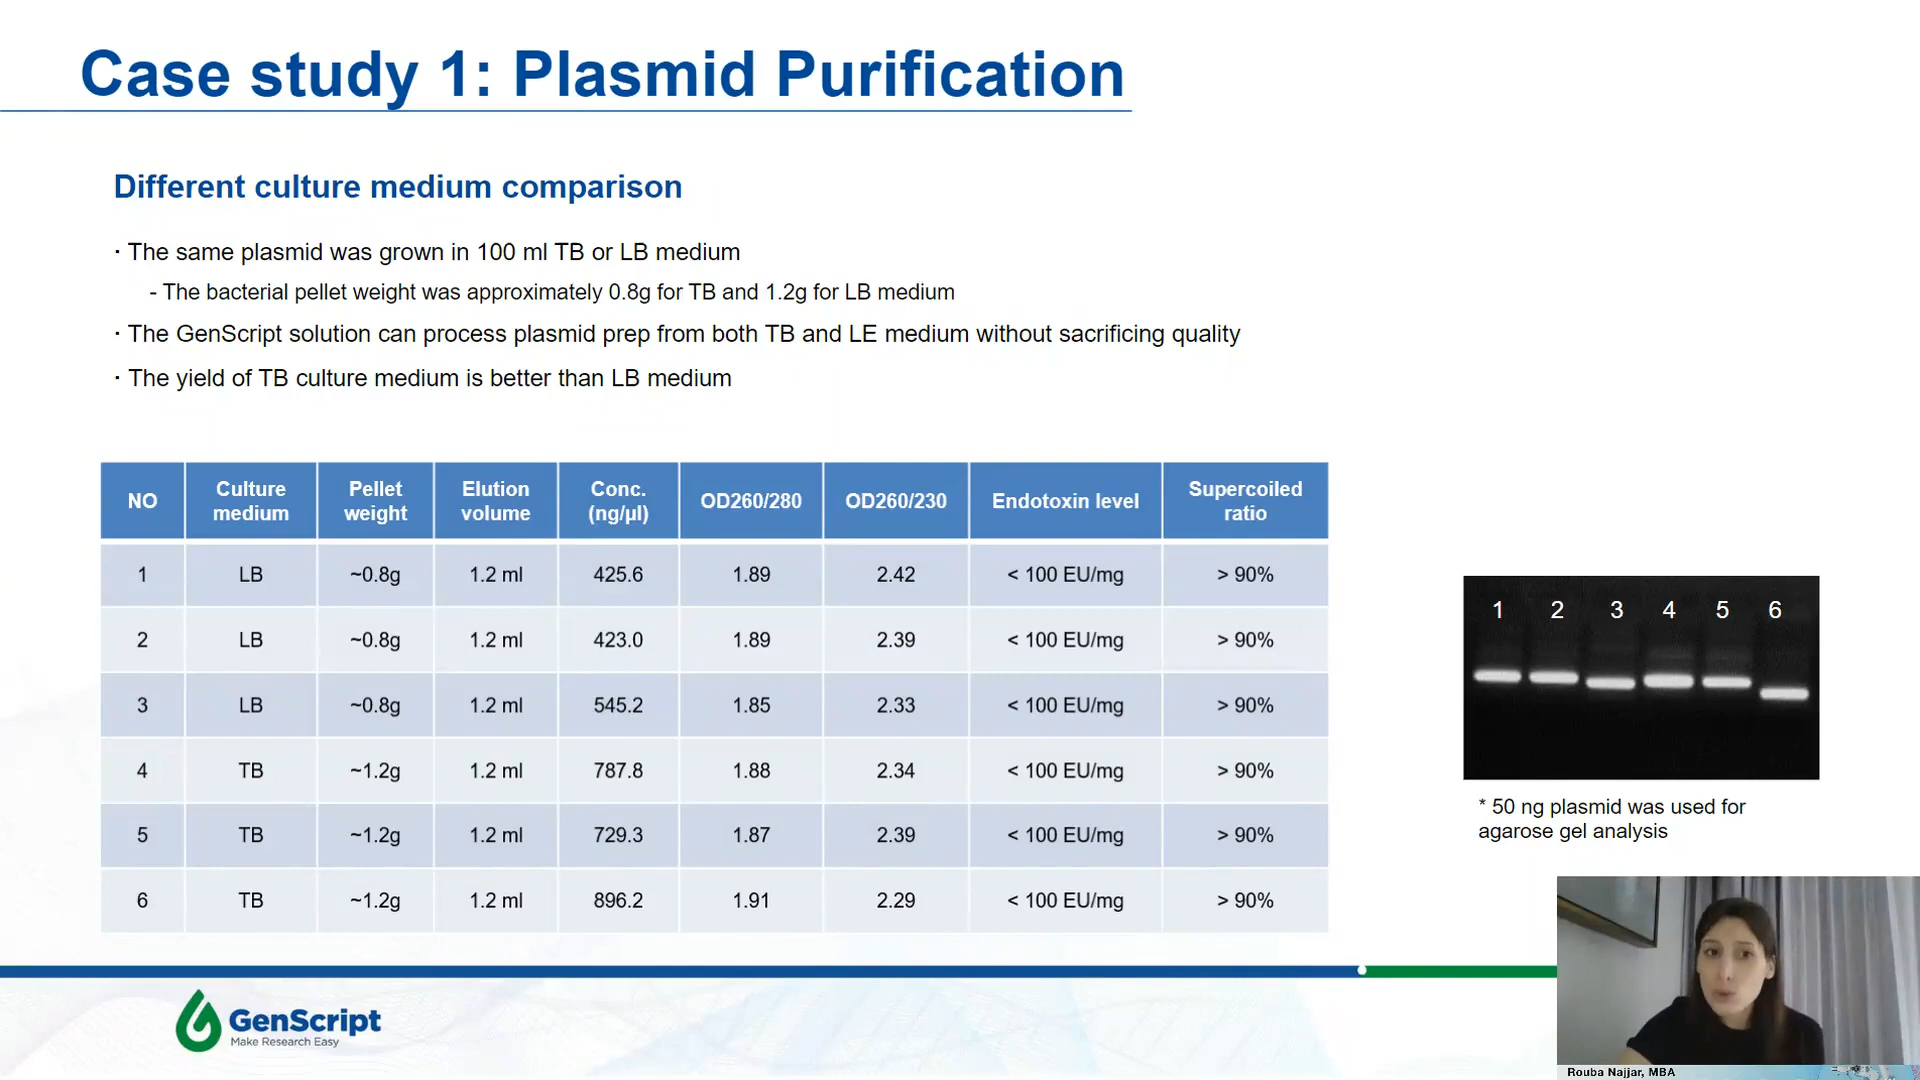 Case study 1: Plasmid Purification
Different culture medium comparison
· The same plasmid was grown in 100 ml TB or LB medium
- The bacterial pellet weight was approximately 0.8g for TB and 1.2g for LB medium
· The GenScript solution can process plasmid prep from both TB and LE medium without sacrificing quality
· The yield of TB culture medium is better than LB medium
NO Culture medium Pellet weight Elution volume Conc. (ng/µl) OD260/280 OD260/230 Endotoxin level Supercoiled ratio
1 LB ~0.8g 1.2 ml 425.6 1.89 2.42 < 100 EU/mg > 90%
2 LB ~0.8g 1.2 ml 423.0 1.89 2.39 < 100 EU/mg > 90%
3 LB ~0.8g 1.2 ml 545.2 1.85 2.33 < 100 EU/mg > 90%
4 TB ~1.2g 1.2 ml 787.8 1.88 2.34 < 100 EU/mg > 90%
5 TB ~1.2g 1.2 ml 729.3 1.87 2.39 < 100 EU/mg > 90%
6 TB ~1.2g 1.2 ml 896.2 1.91 2.29 < 100 EU/mg > 90%
1 2 3 4 5 6
* 50 ng plasmid was used for
agarose gel analysis
GenScript
Make Research Easy
Rouba Najjar, MBA